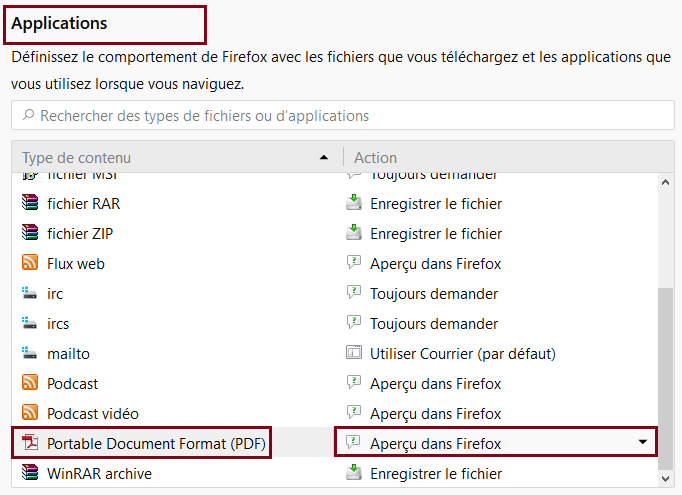 Applications
Définissez le comportement de Firefox avec les fichiers que vous téléchargez et les applications que
vous utilisez lorsque vous naviguez.
Rechercher des types de fichiers ou d'applications
Type de contenu Action
fichier MSI Toujours demander
fichier RAR Enregistrer le fichier
fichier ZIP Enregistrer le fichier
Flux web Aperçu dans Firefox
irc Toujours demander
ircs Toujours demander
mailto Utiliser Courrier (par défaut)
Podcast Aperçu dans Firefox
Podcast vidéo Aperçu dans Firefox
Portable Document Format (PDF) Aperçu dans Firefox
WinRAR archive Enregistrer le fichier